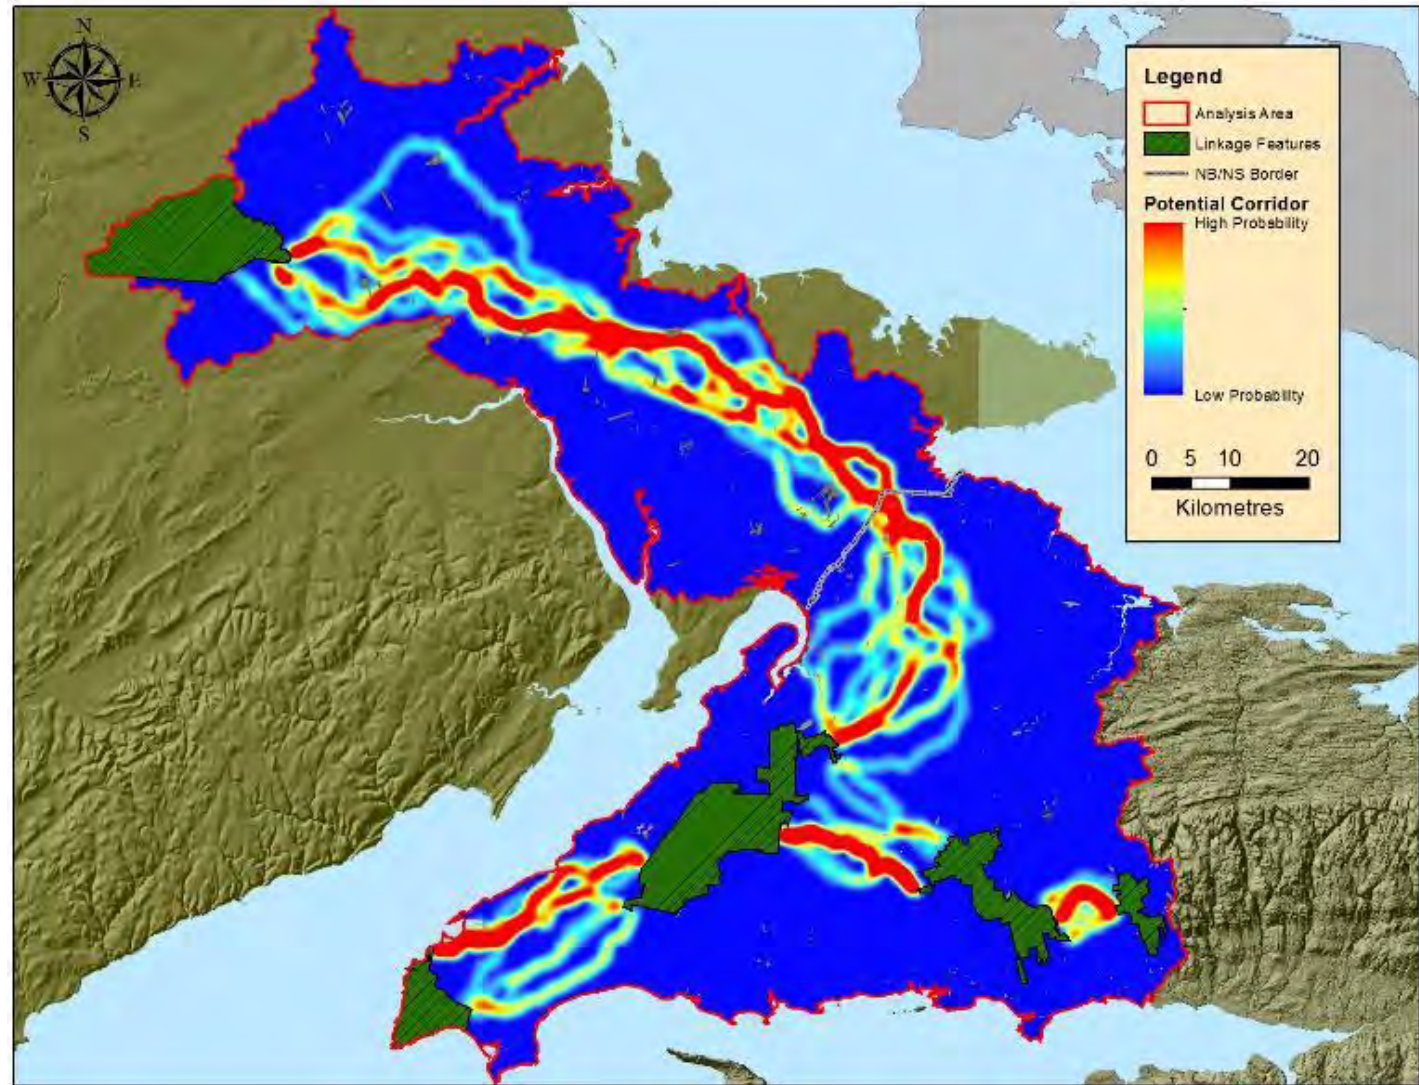 N
W E
S
Legend
Analysis Area
Linkage Features
NB/NS Border
Potential Corridor
High Probability
Low Probability
0 5 10 20
Kilometres